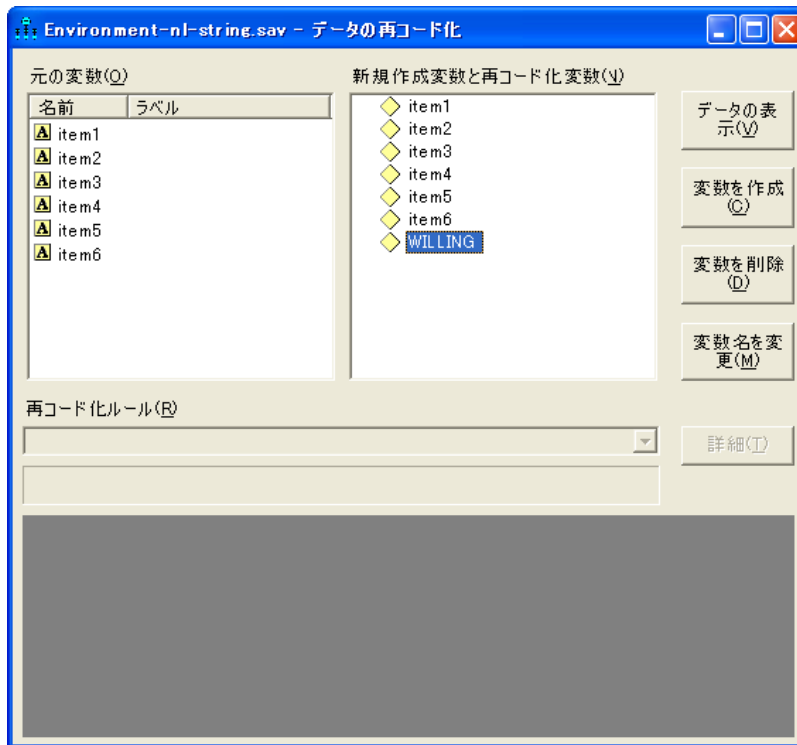 Environment-nl-string.sav - データの再コード化
元の変数(O)
名前 ラベル
item1
item2
item3
item4
item5
item6
新規作成変数と再コード化変数(V)
item1
item2
item3
item4
item5
item6
WILLING
データの表
示(V)
変数を作成
(C)
変数を削除
(D)
変数名を変
更(M)
再コード化ルール(R)
詳細(T)